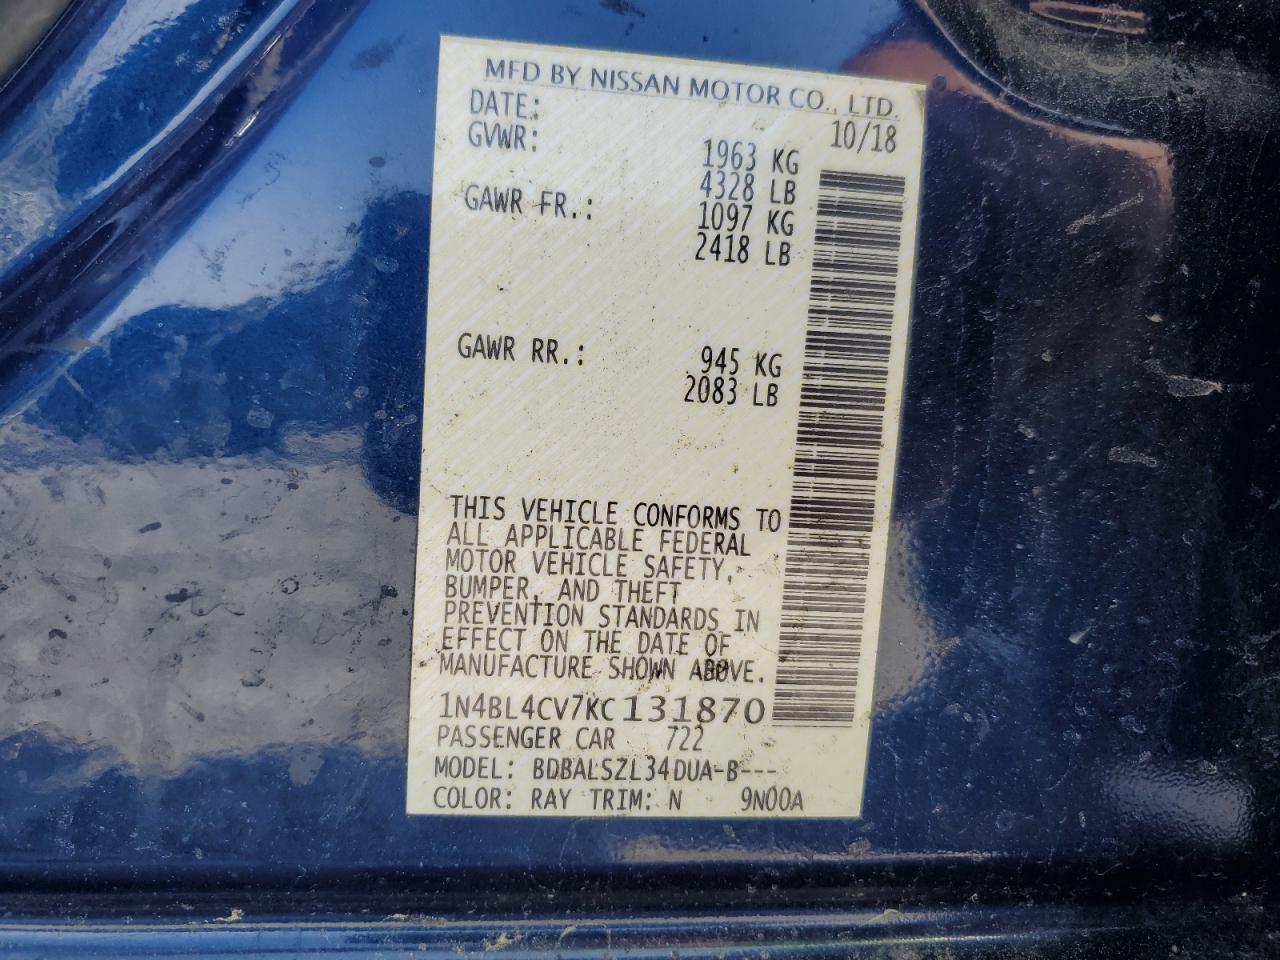 MFD BY NISSAN MOTOR CO., LTD.
DATE: 10/18
GVWR: 1963 KG
4328 LB
GAWR FR.: 1097 KG
2418 LB
GAWR RR.: 945 KG
2083 LB
THIS VEHICLE CONFORMS TO
ALL APPLICABLE FEDERAL
MOTOR VEHICLE SAFETY,
BUMPER, AND THEFT
PREVENTION STANDARDS IN
EFFECT ON THE DATE OF
MANUFACTURE SHOWN ABOVE.
1N4BL4CV7KC131870
PASSENGER CAR 722
MODEL: BDBALSZL34DUA-B---
COLOR: RAY TRIM: N 9N00A